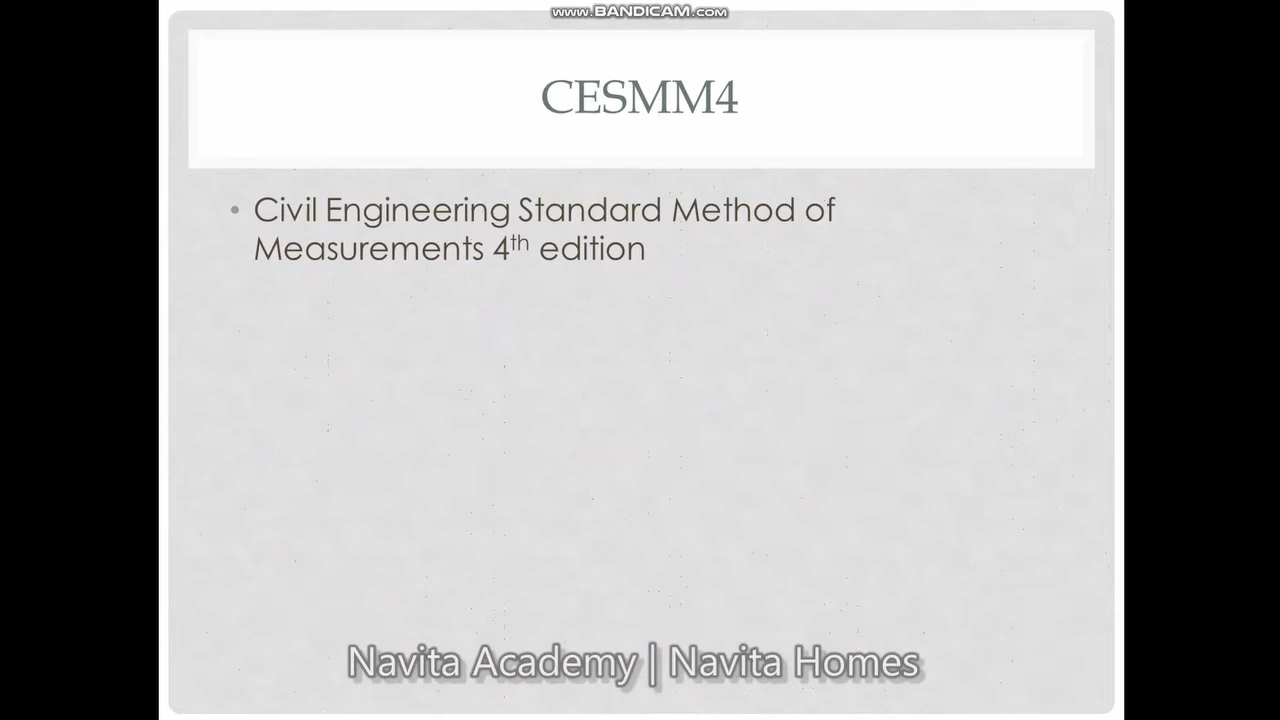 www.BANDICAM.com
CESMM4
• Civil Engineering Standard Method of
Measurements 4th edition
Navita Academy | Navita Homes